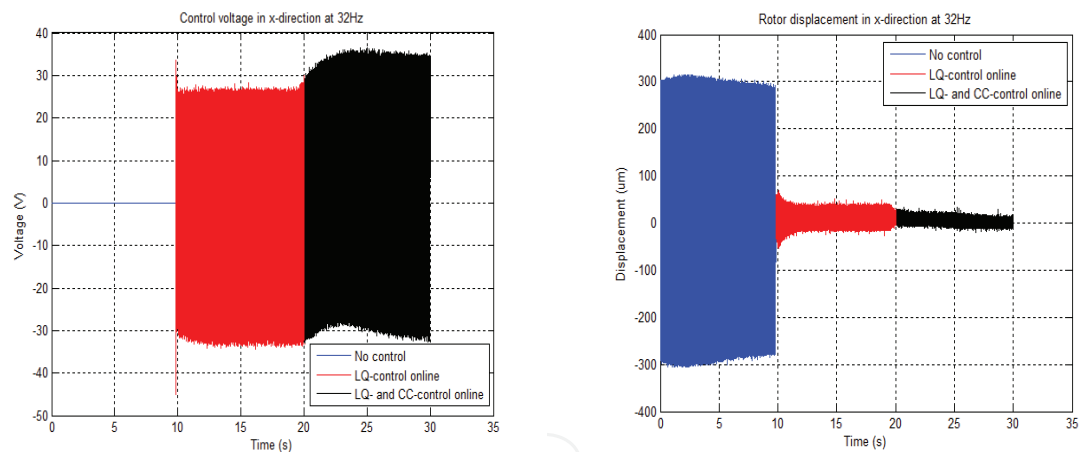 Control voltage in x-direction at 32Hz
40
30
20
10
0
-10
-20
-30
-40
-50
Voltage (V)
No control
LQ-control online
LQ- and CC-control online
0 5 10 15 20 25 30 35
Time (s)
Rotor displacement in x-direction at 32Hz
400
300
200
100
0
-100
-200
-300
-400
Displacement (um)
No control
LQ-control online
LQ- and CC-control online
0 5 10 15 20 25 30 35
Time (s)